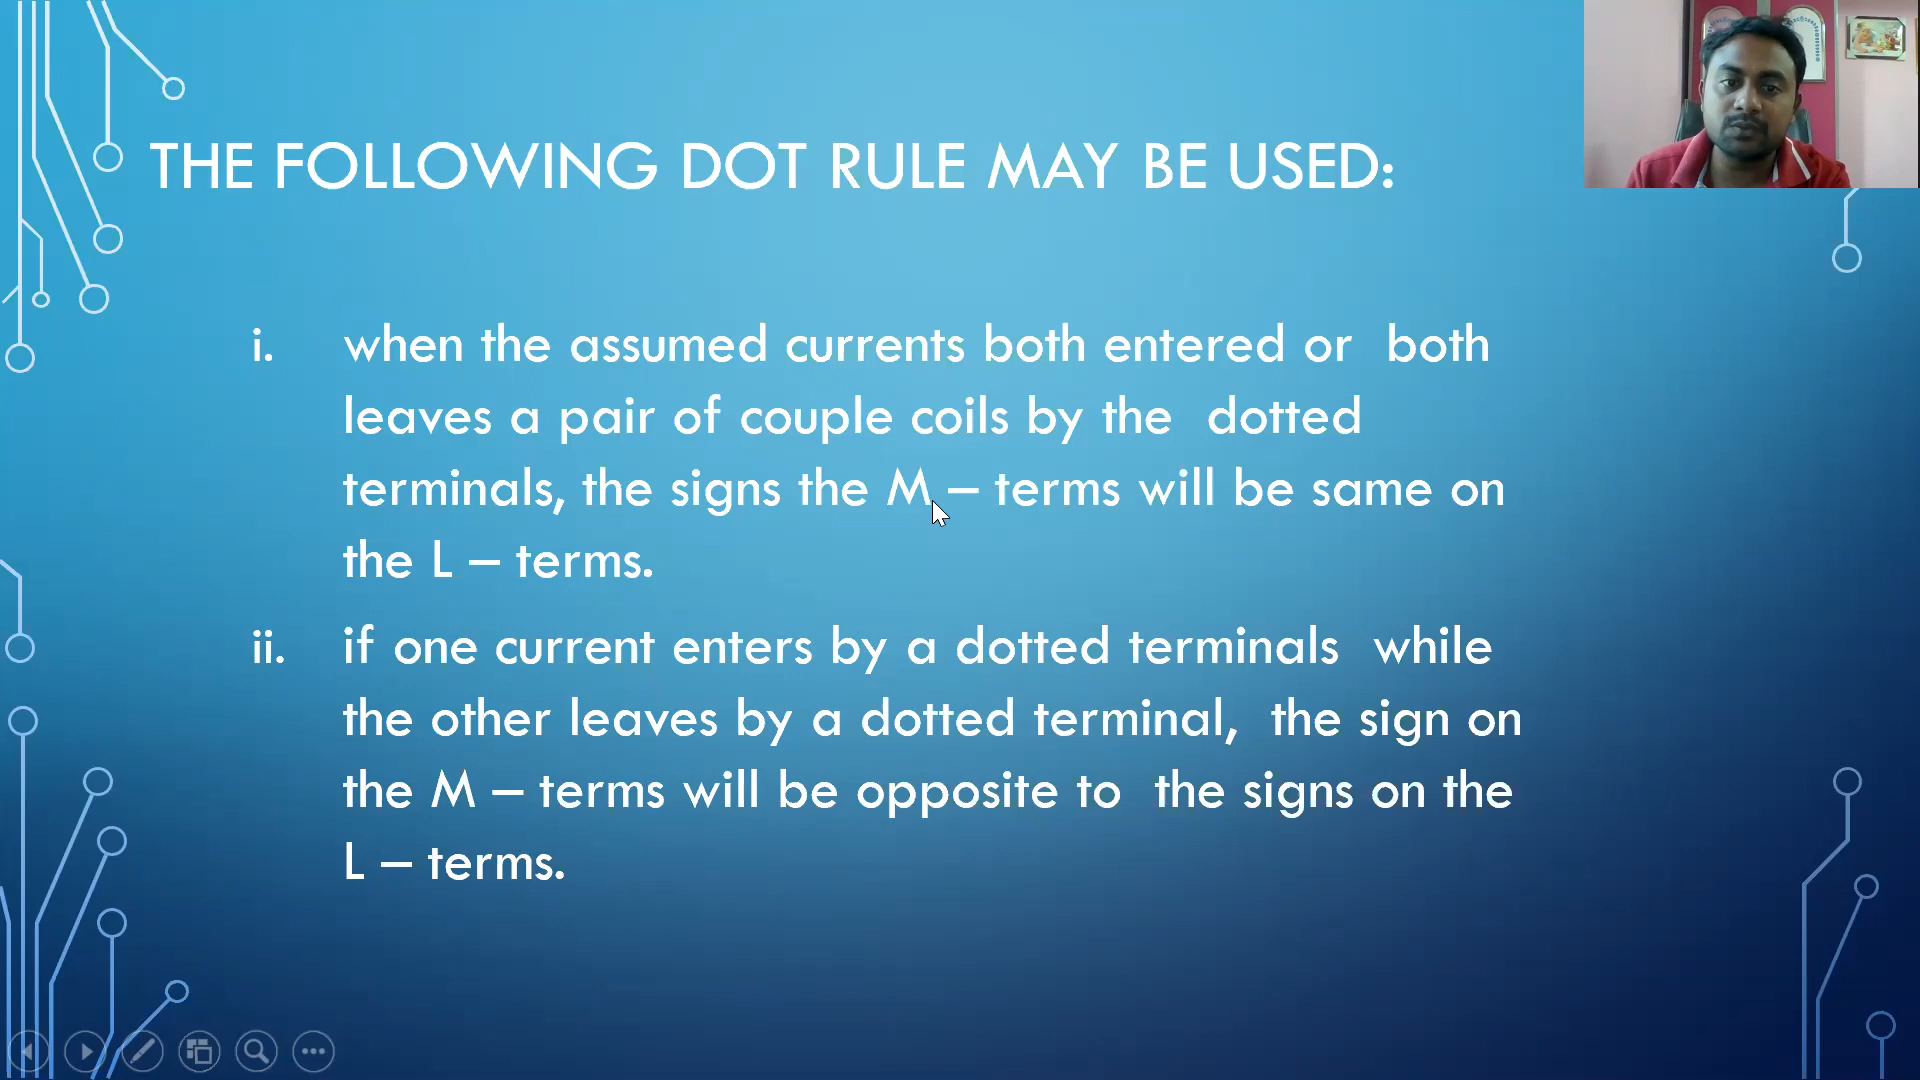 THE FOLLOWING DOT RULE MAY BE USED:
i. when the assumed currents both entered or both
leaves a pair of couple coils by the dotted
terminals, the signs the M – terms will be same on
the L – terms.
ii. if one current enters by a dotted terminals while
the other leaves by a dotted terminal, the sign on
the M – terms will be opposite to the signs on the
L – terms.